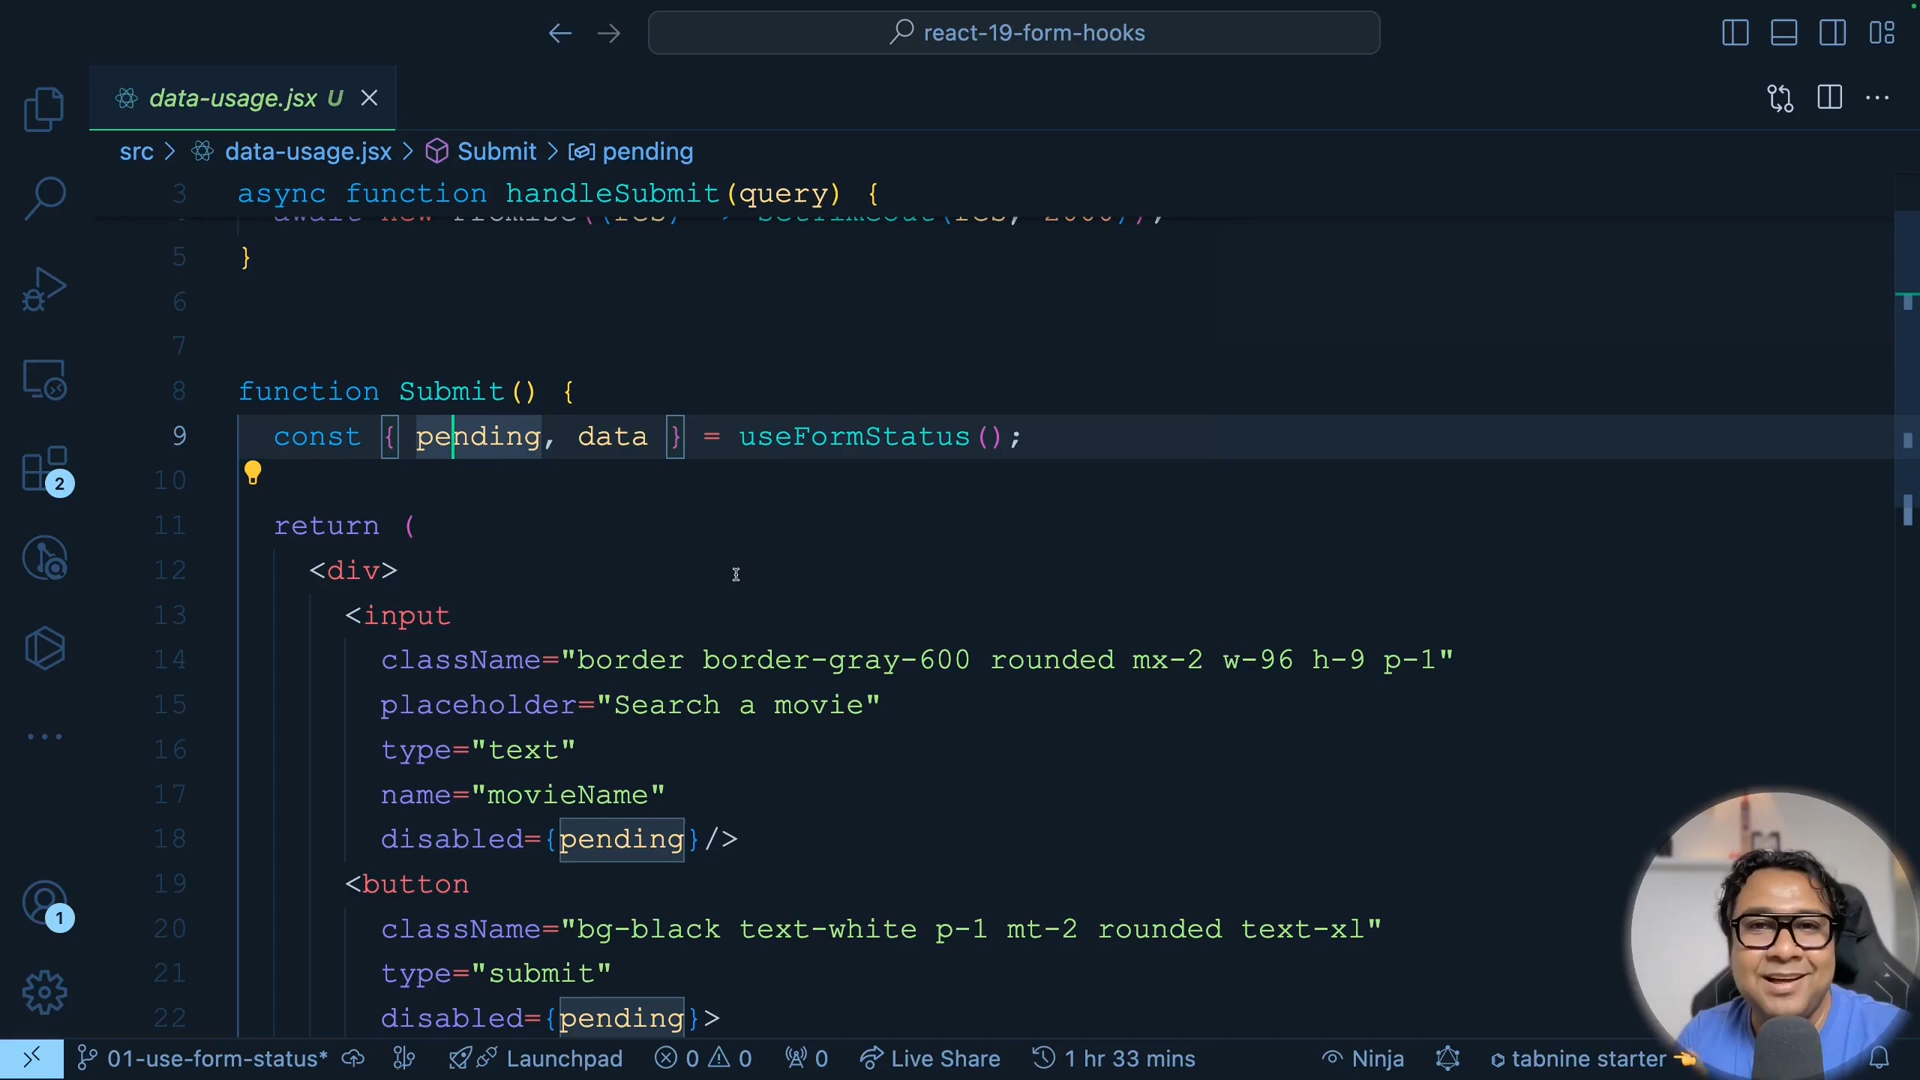 react-19-form-hooks
data-usage.jsx U
src > data-usage.jsx > Submit > pending
3 async function handleSubmit(query) {
5 }
6
7
8 function Submit() {
9 const { pending, data } = useFormStatus();
10
11 return (
12 <div>
13 <input
14 className="border border-gray-600 rounded mx-2 w-96 h-9 p-1"
15 placeholder="Search a movie"
16 type="text"
17 name="movieName"
18 disabled={pending}/>
19 <button
20 className="bg-black text-white p-1 mt-2 rounded text-xl"
21 type="submit"
22 disabled={pending}>
2
1
01-use-form-status* Launchpad 0 0 0 Live Share 1 hr 33 mins Ninja tabnine starter